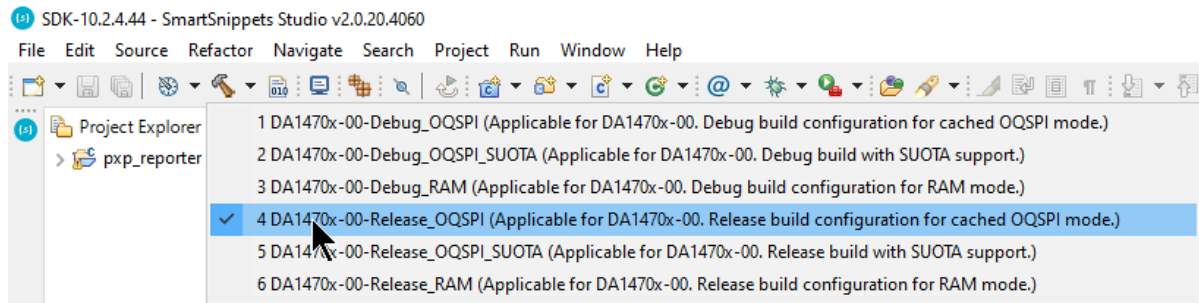 SDK-10.2.4.44 - SmartSnippets Studio v2.0.20.4060
File Edit Source Refactor Navigate Search Project Run Window Help
Project Explorer
pxp_reporter
1 DA1470x-00-Debug_OQSPI (Applicable for DA1470x-00. Debug build configuration for cached OQSPI mode.)
2 DA1470x-00-Debug_OQSPI_SUOTA (Applicable for DA1470x-00. Debug build with SUOTA support.)
3 DA1470x-00-Debug_RAM (Applicable for DA1470x-00. Debug build configuration for RAM mode.)
4 DA1470x-00-Release_OQSPI (Applicable for DA1470x-00. Release build configuration for cached OQSPI mode.)
5 DA1470x-00-Release_OQSPI_SUOTA (Applicable for DA1470x-00. Release build with SUOTA support.)
6 DA1470x-00-Release_RAM (Applicable for DA1470x-00. Release build configuration for RAM mode.)